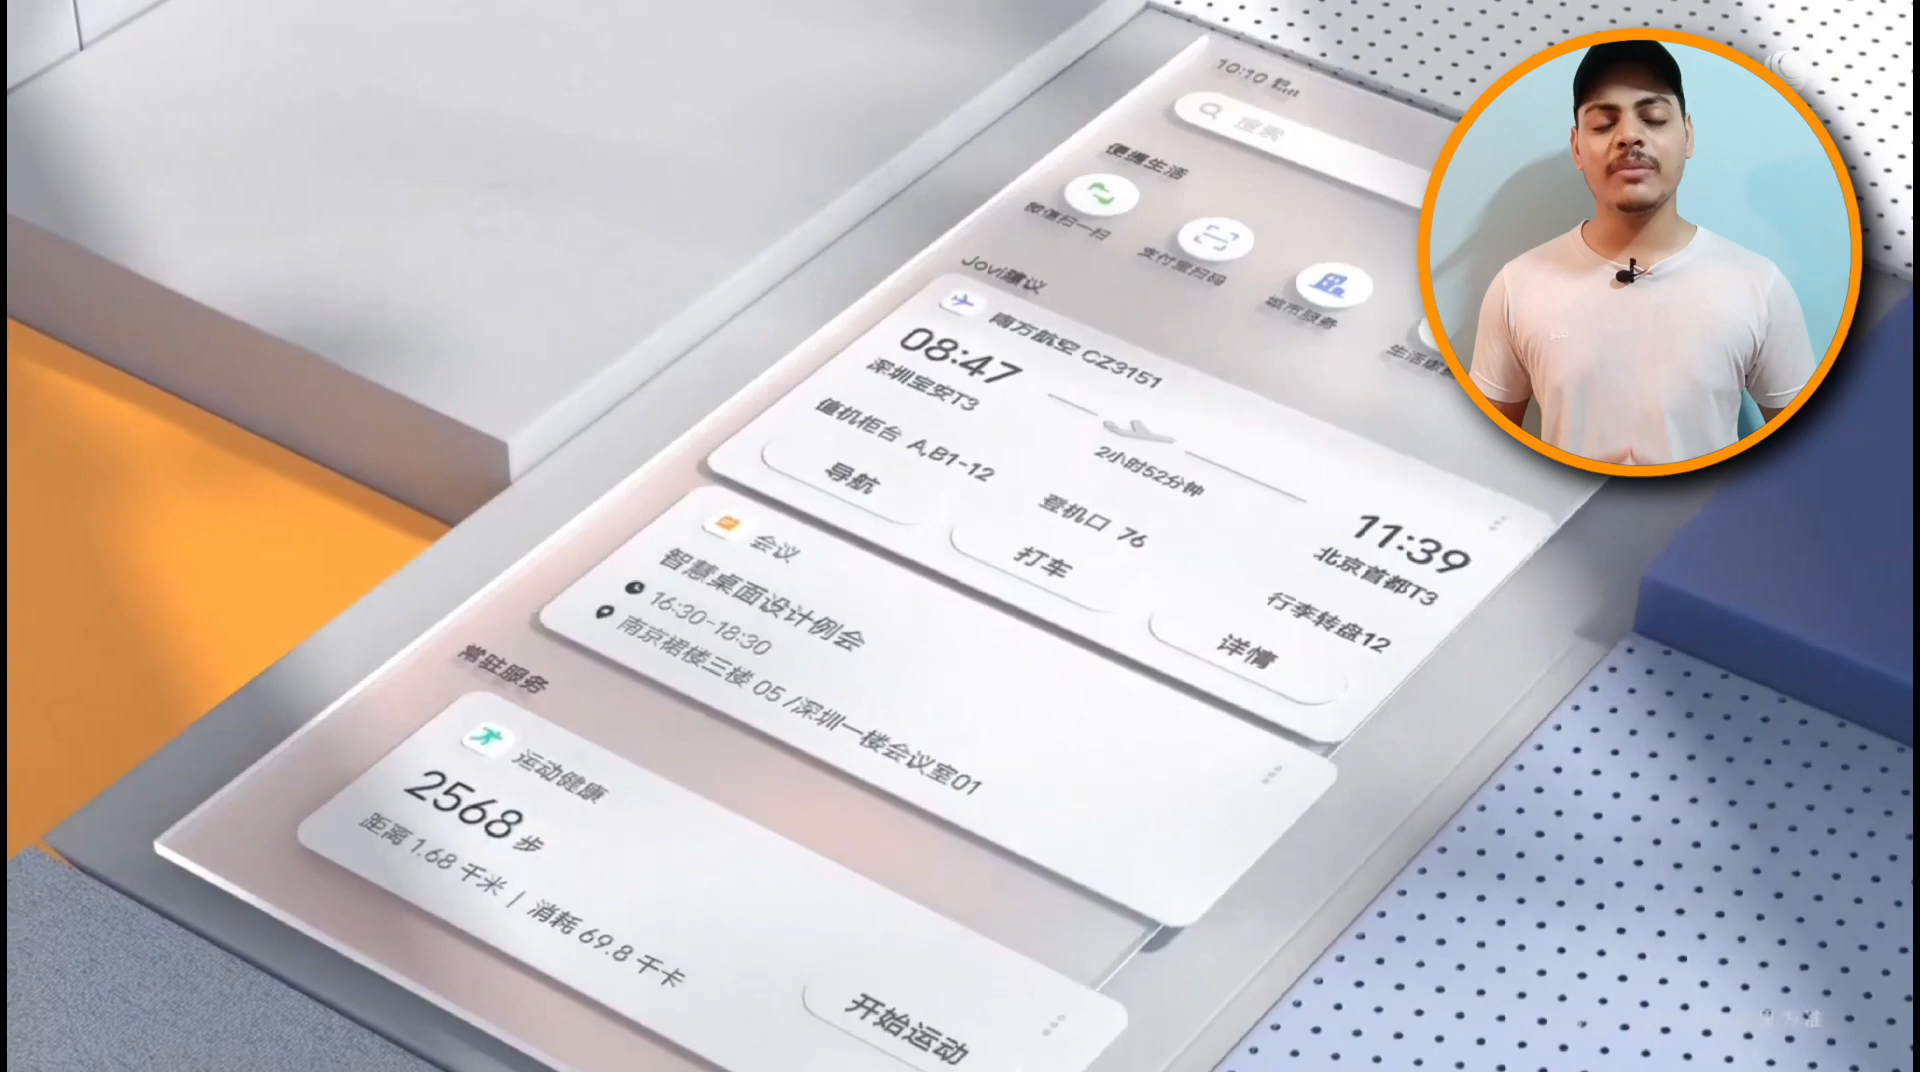 10:10
搜索
便捷生活
微信扫一扫
支付宝扫码
城市服务
Jovi建议
南方航空 CZ3151
08:47
深圳宝安T3
2小时52分钟
11:39
北京首都T3
值机柜台 A,B1-12
登机口 76
行李转盘12
导航
打车
详情
会议
智慧桌面设计例会
16:30-18:30
南京裙楼三楼 05 /深圳一楼会议室01
常驻服务
运动健康
2568 步
距离 1.68 千米 | 消耗 69.8 千卡
开始运动